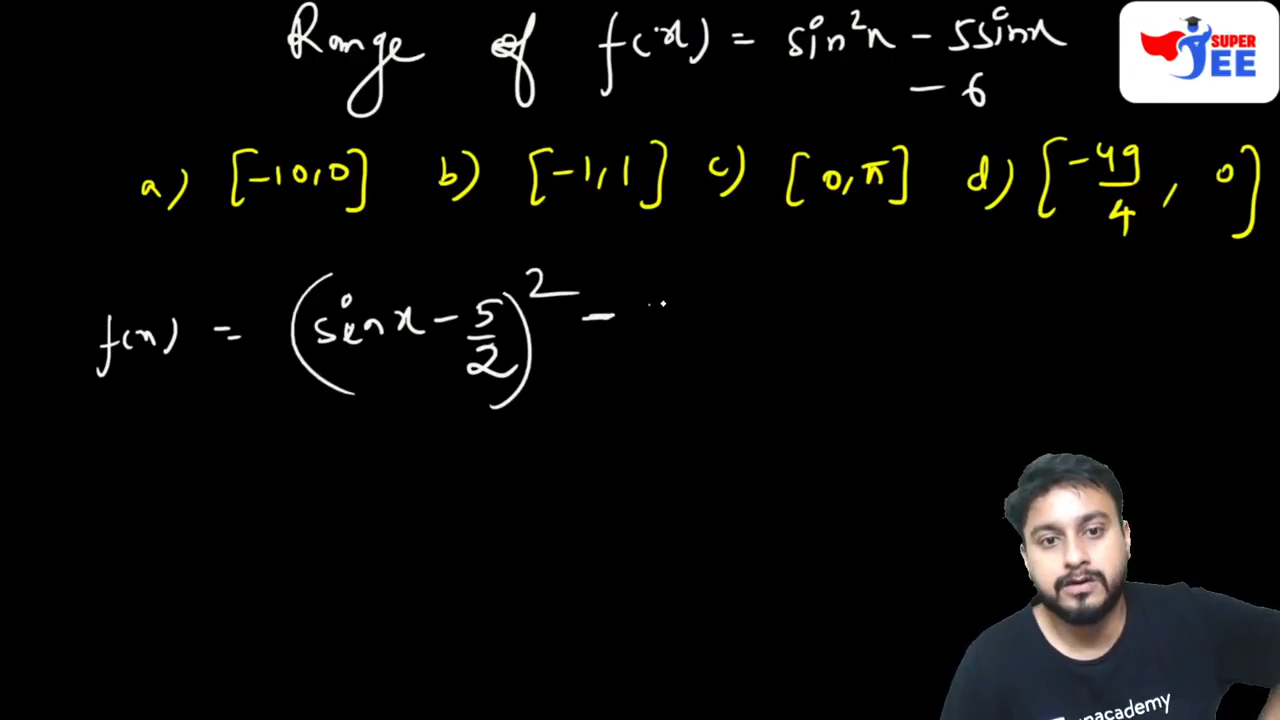 Range of f(x) = sin²x - 5sinx
- 6
SUPER
JEE
a) [-10,0] b) [-1,1] c) [0,π] d) [-49/4, 0]
f(x) = (sinx - 5/2)² -
unacademy